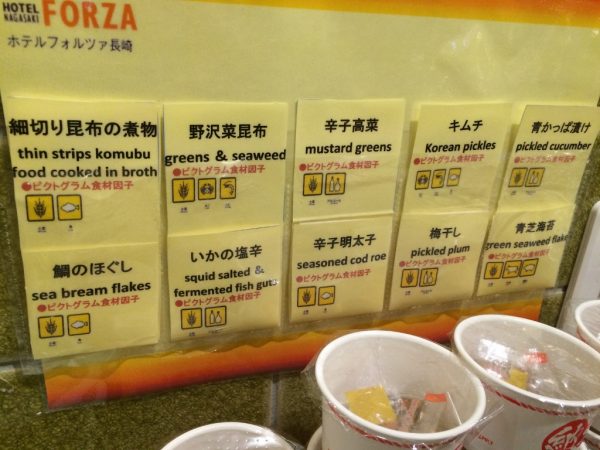 HOTEL
NAGASAKI
FORZA
ホテルフォルツァ長崎
細切り昆布の煮物
thin strips komubu
food cooked in broth
●ピクトグラム食材因子
野沢菜昆布
greens & seaweed
●ピクトグラム食材因子
辛子高菜
mustard greens
●ピクトグラム食材因子
キムチ
Korean pickles
●ピクトグラム食材因子
青かっぱ漬け
pickled cucumber
●ピクトグラム食材因子
鯛のほぐし
sea bream flakes
●ピクトグラム食材因子
いかの塩辛
squid salted &
fermented fish guts
●ピクトグラム食材因子
辛子明太子
seasoned cod roe
●ピクトグラム食材因子
梅干し
pickled plum
●ピクトグラム食材因子
青芝海苔
green seaweed flake
●ピクトグラム食材因子